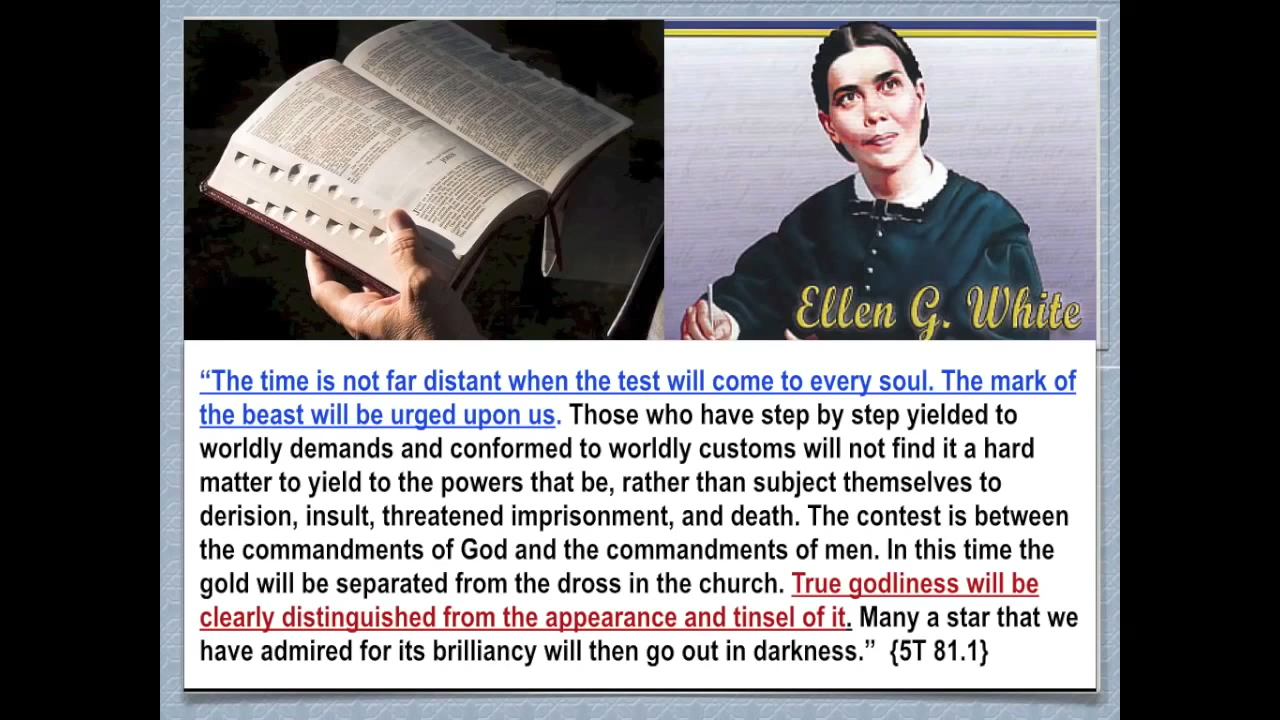 Ellen G. White
“The time is not far distant when the test will come to every soul. The mark of
the beast will be urged upon us. Those who have step by step yielded to
worldly demands and conformed to worldly customs will not find it a hard
matter to yield to the powers that be, rather than subject themselves to
derision, insult, threatened imprisonment, and death. The contest is between
the commandments of God and the commandments of men. In this time the
gold will be separated from the dross in the church. True godliness will be
clearly distinguished from the appearance and tinsel of it. Many a star that we
have admired for its brilliancy will then go out in darkness.” {5T 81.1}